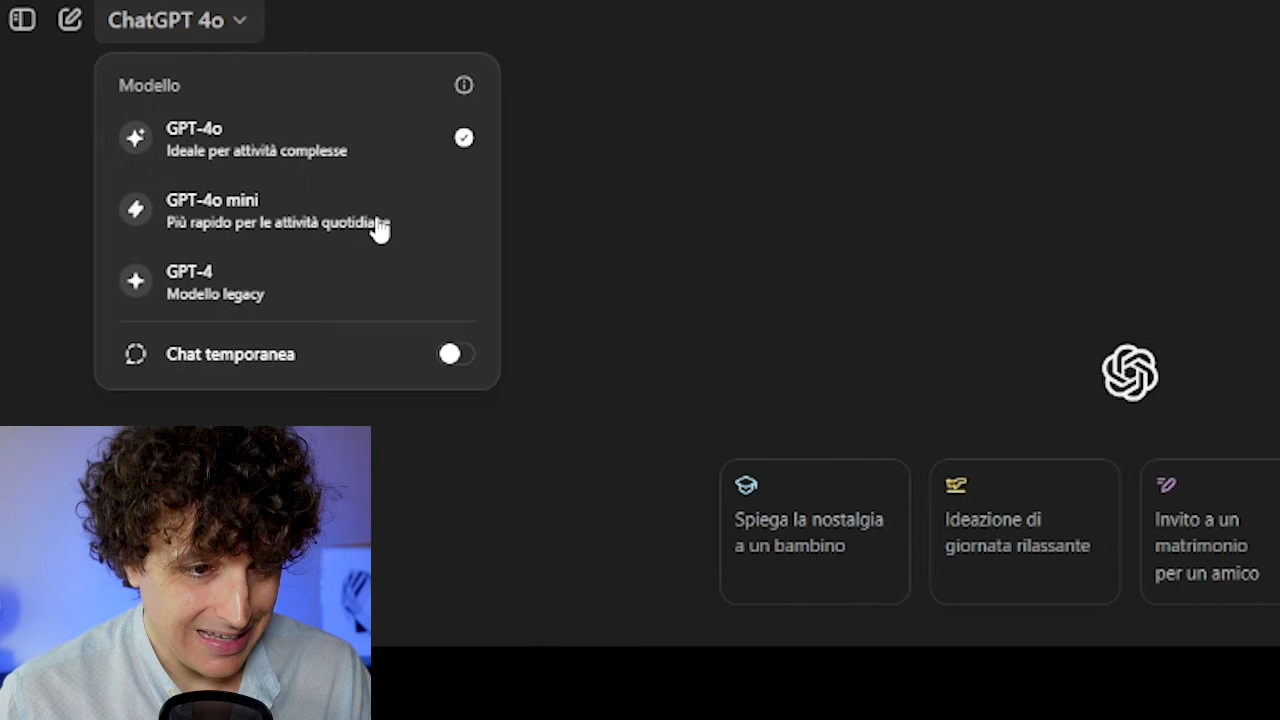 ChatGPT 4o
Modello
GPT-4o
Ideale per attività complesse
GPT-4o mini
Più rapido per le attività quotidiane
GPT-4
Modello legacy
Chat temporanea
Spiega la nostalgia
a un bambino
Ideazione di
giornata rilassante
Invito a un
matrimonio
per un amico